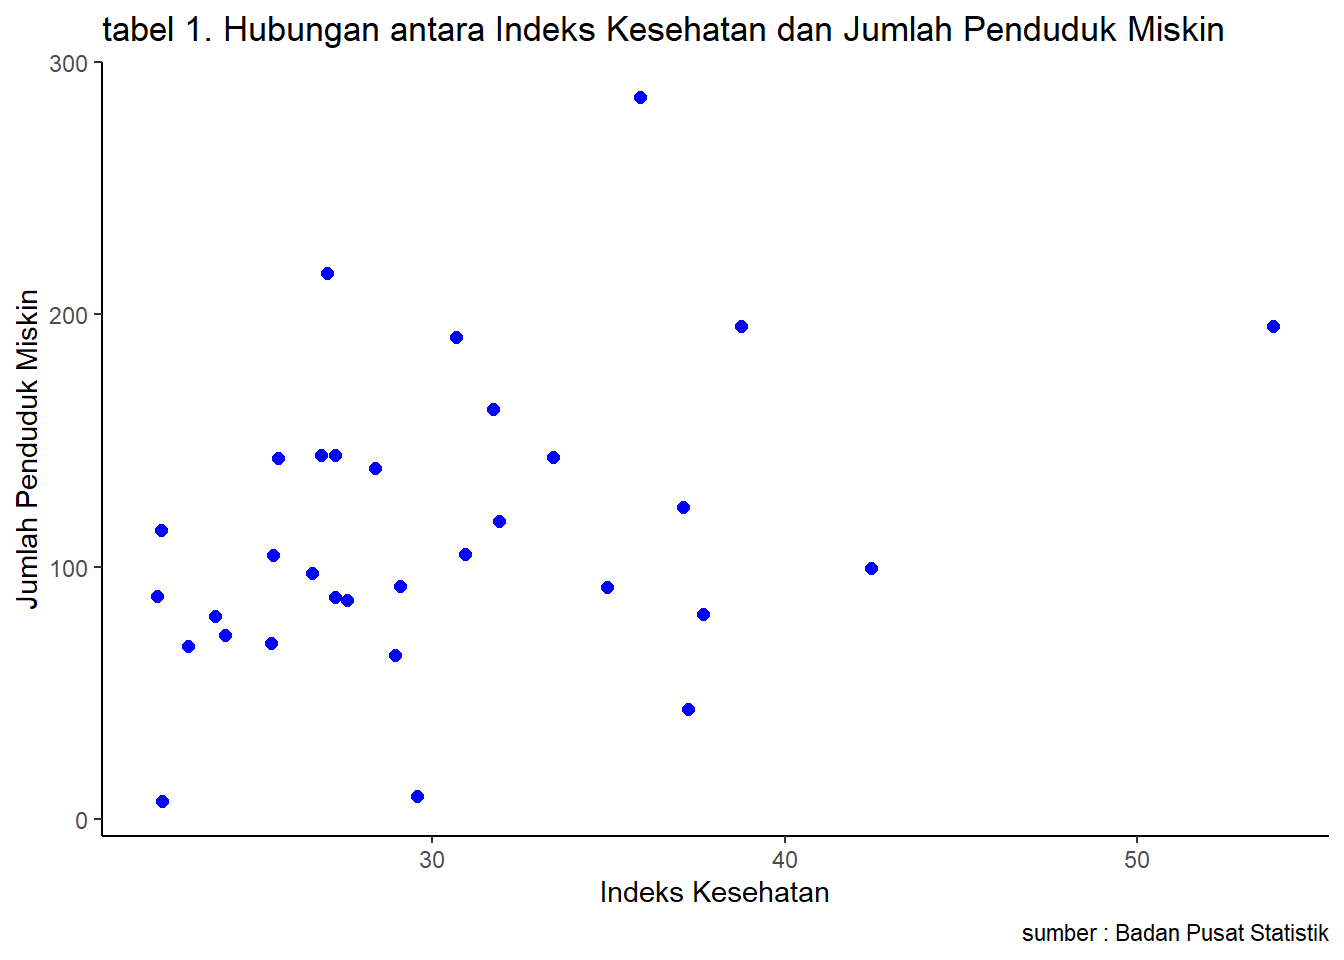 tabel 1. Hubungan antara Indeks Kesehatan dan Jumlah Penduduk Miskin
300
200
100
0
Jumlah Penduduk Miskin
30
40
50
Indeks Kesehatan
sumber : Badan Pusat Statistik